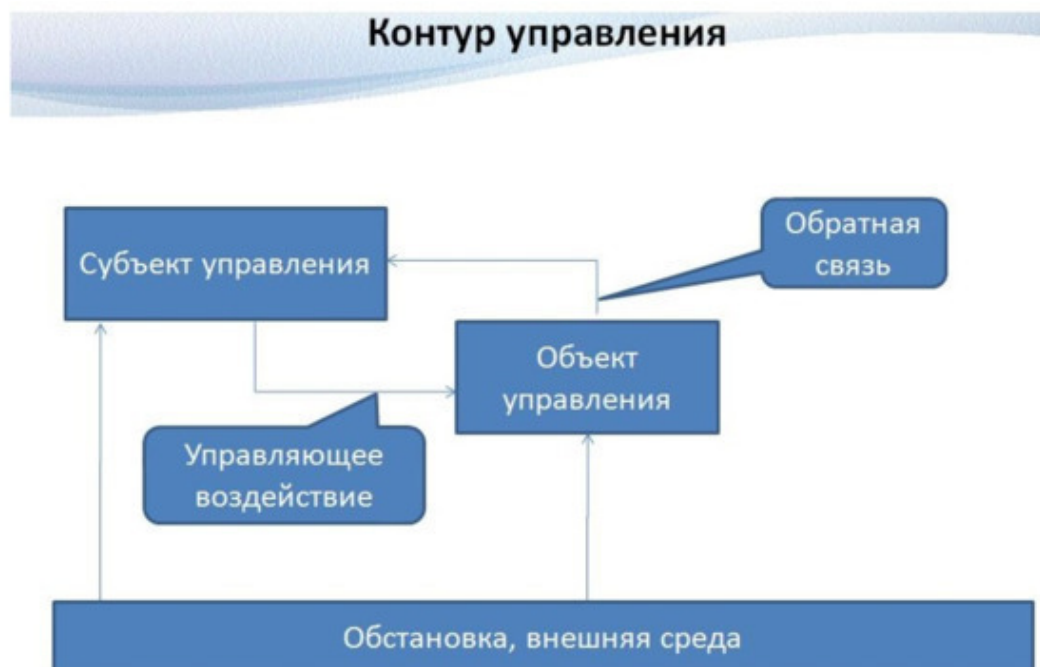 Контур управления
Обратная
связь
Субъект управления
Объект
управления
Управляющее
воздействие
Обстановка, внешняя среда